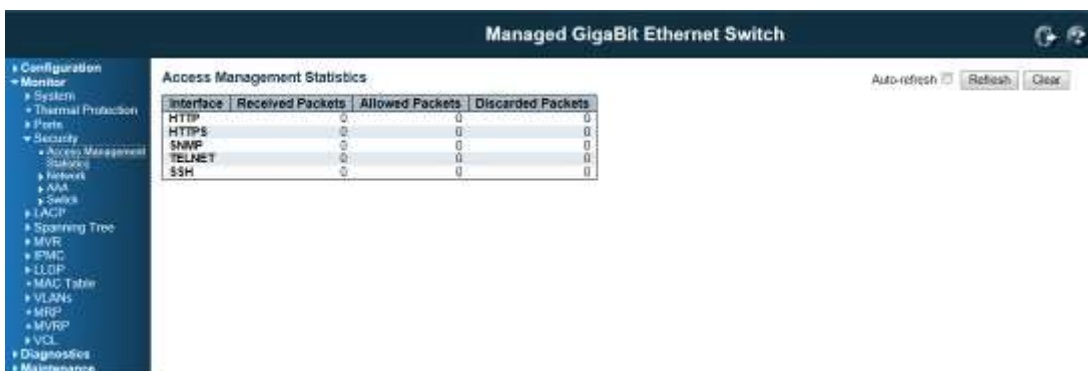 Managed GigaBit Ethernet Switch
Configuration
Monitor
System
Thermal Protection
Ports
Security
Access Management
Statistics
Network
AAA
Switch
LACP
Spanning Tree
MVR
IPMC
LLDP
MAC Table
VLANs
MRP
MVRP
VCL
Diagnostics
Maintenance
Access Management Statistics
Auto-refresh Refresh Clear
Interface Received Packets Allowed Packets Discarded Packets
HTTP 0 0 0
HTTPS 0 0 0
SNMP 0 0 0
TELNET 0 0 0
SSH 0 0 0